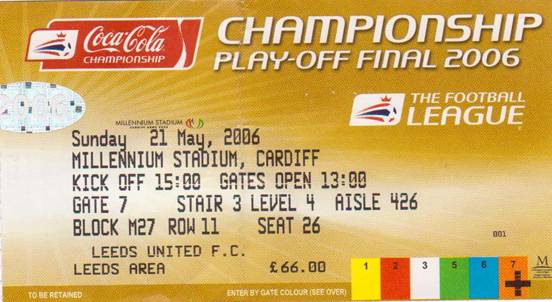 Coca-Cola
CHAMPIONSHIP
CHAMPIONSHIP
PLAY-OFF FINAL 2006
THE FOOTBALL
LEAGUE
2006
MILLENNIUM STADIUM
Sunday 21 May, 2006
MILLENNIUM STADIUM, CARDIFF
KICK OFF 15:00 GATES OPEN 13:00
GATE 7 STAIR 3 LEVEL 4 AISLE 426
BLOCK M27 ROW 11 SEAT 26
001
LEEDS UNITED F.C.
LEEDS AREA £66.00
1 2 3 5 6 7
M
TO BE RETAINED
ENTER BY GATE COLOUR (SEE OVER)